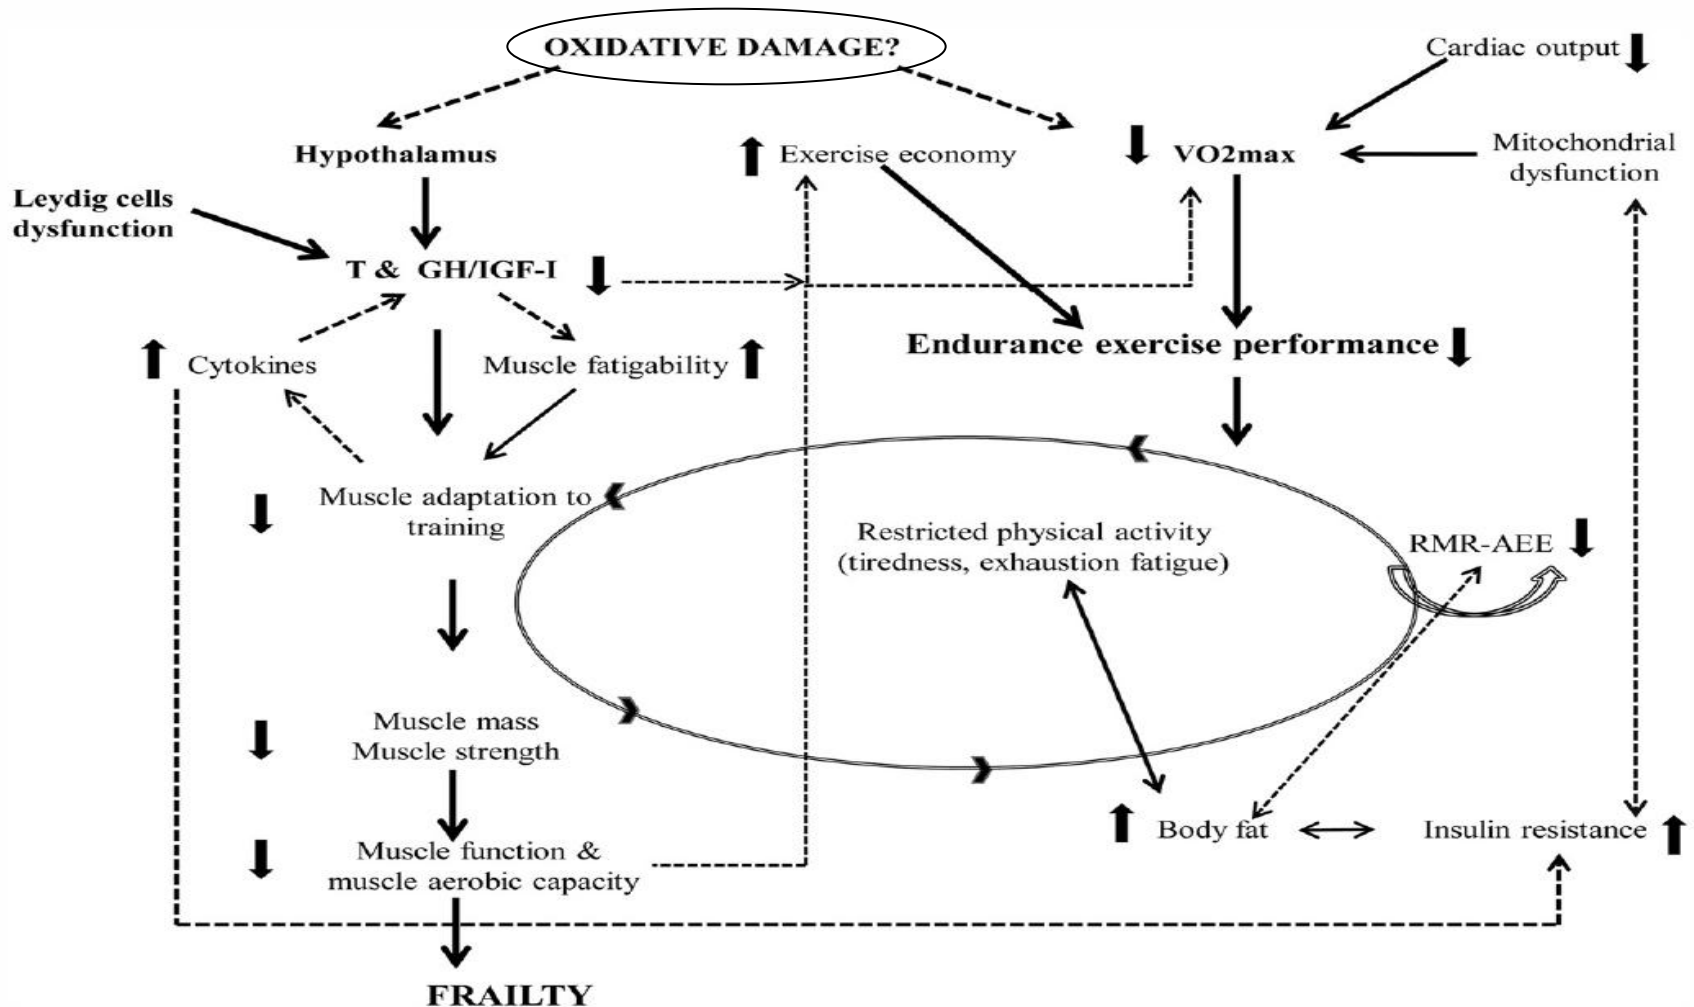 OXIDATIVE DAMAGE?
Cardiac output
Hypothalamus
Exercise economy
VO2max
Mitochondrial
dysfunction
Leydig cells
dysfunction
T & GH/IGF-I
Endurance exercise performance
Cytokines
Muscle fatigability
Muscle adaptation to
training
Restricted physical activity
(tiredness, exhaustion fatigue)
RMR-AEE
Muscle mass
Muscle strength
Body fat
Insulin resistance
Muscle function &
muscle aerobic capacity
FRAILTY